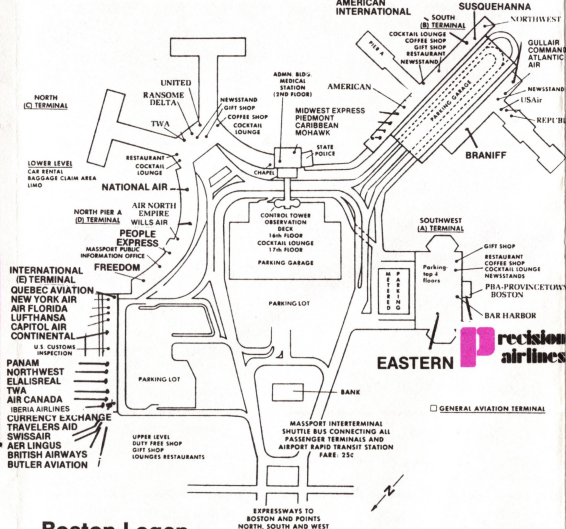 AMERICAN
INTERNATIONAL
SUSQUEHANNA
SOUTH
(B) TERMINAL
NORTHWEST
COCKTAIL LOUNGE
COFFEE SHOP
GIFT SHOP
RESTAURANT
NEWSSTAND
GULLAIR
COMMAND
ATLANTIC
AIR
PIER A
AMERICAN
PARKING GARAGE
NEWSSTAND
USAir
REPUBL
BRANIFF
NORTH
(C) TERMINAL
UNITED
RANSOME
DELTA
TWA
NEWSSTAND
GIFT SHOP
COFFEE SHOP
COCKTAIL
LOUNGE
ADMN. BLDG.
MEDICAL
STATION
(2ND FLOOR)
MIDWEST EXPRESS
PIEDMONT
CARIBBEAN
MOHAWK
STATE
POLICE
CHAPEL
RESTAURANT
COCKTAIL
LOUNGE
LOWER LEVEL
CAR RENTAL
BAGGAGE CLAIM AREA
LIMO
NATIONAL AIR
NORTH PIER A
(D) TERMINAL
AIR NORTH
EMPIRE
WILLS AIR
PEOPLE
EXPRESS
MASSPORT PUBLIC
INFORMATION OFFICE
FREEDOM
CONTROL TOWER
OBSERVATION
DECK
16th FLOOR
COCKTAIL LOUNGE
17th FLOOR
PARKING GARAGE
PARKING LOT
METERED
PARKING
SOUTHWEST
(A) TERMINAL
Parking-
top 4
floors
GIFT SHOP
RESTAURANT
COFFEE SHOP
COCKTAIL LOUNGE
NEWSSTANDS
PBA-PROVINCETOWN
BOSTON
BAR HARBOR
EASTERN
Precision
airlines
INTERNATIONAL
(E) TERMINAL
QUEBEC AVIATION
NEW YORK AIR
AIR FLORIDA
LUFTHANSA
CAPITOL AIR
CONTINENTAL
U.S. CUSTOMS
INSPECTION
PANAM
NORTHWEST
ELALISREAL
TWA
AIR CANADA
IBERIA AIRLINES
CURRENCY EXCHANGE
TRAVELERS AID
SWISSAIR
AER LINGUS
BRITISH AIRWAYS
BUTLER AVIATION
PARKING LOT
UPPER LEVEL
DUTY FREE SHOP
GIFT SHOP
LOUNGES RESTAURANTS
BANK
MASSPORT INTERTERMINAL
SHUTTLE BUS CONNECTING ALL
PASSENGER TERMINALS AND
AIRPORT RAPID TRANSIT STATION
FARE: 25¢
GENERAL AVIATION TERMINAL
N
EXPRESSWAYS TO
BOSTON AND POINTS
NORTH, SOUTH AND WEST
Boston Logan